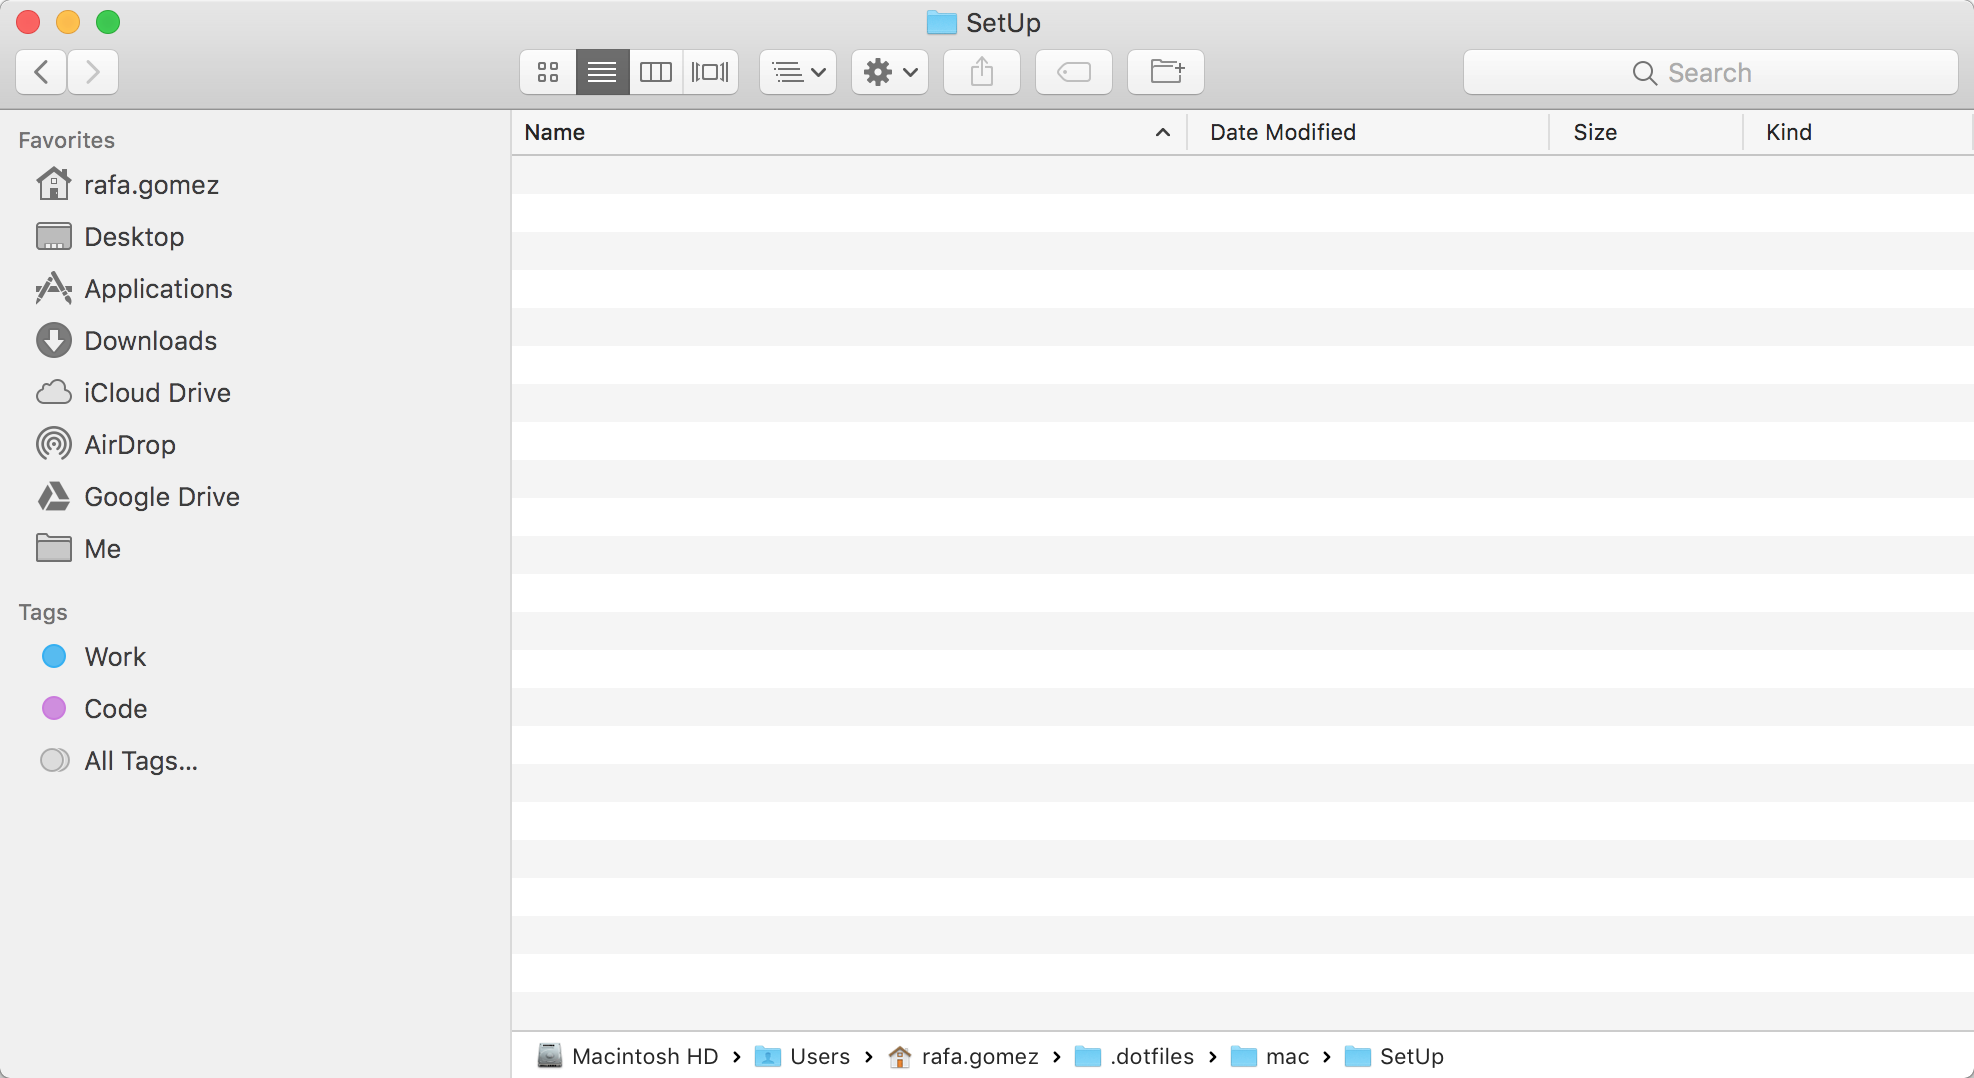 SetUp
Search
Favorites
rafa.gomez
Desktop
Applications
Downloads
iCloud Drive
AirDrop
Google Drive
Me
Tags
Work
Code
All Tags...
Name Date Modified Size Kind
Macintosh HD › Users › rafa.gomez › .dotfiles › mac › SetUp